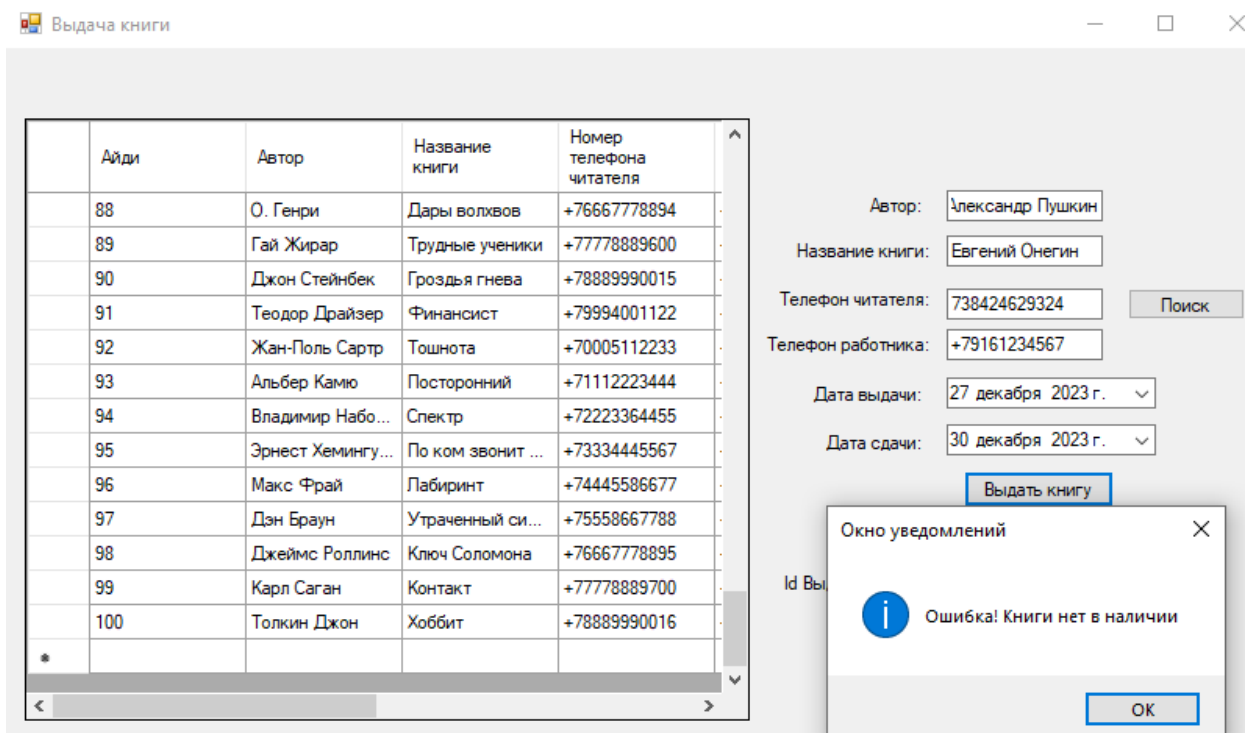 Выдача книги
Айди Автор Название книги Номер телефона читателя
88 О. Генри Дары волхвов +76667778894
89 Гай Жирар Трудные ученики +77778889600
90 Джон Стейнбек Гроздья гнева +78889990015
91 Теодор Драйзер Финансист +79994001122
92 Жан-Поль Сартр Тошнота +70005112233
93 Альбер Камю Посторонний +71112223444
94 Владимир Набо... Спектр +72223364455
95 Эрнест Хемингу... По ком звонит ... +73334445567
96 Макс Фрай Лабиринт +74445586677
97 Дэн Браун Утраченный си... +75558667788
98 Джеймс Роллинс Ключ Соломона +76667778895
99 Карл Саган Контакт +77778889700
100 Толкин Джон Хоббит +78889990016
Автор: Александр Пушкин
Название книги: Евгений Онегин
Телефон читателя: 738424629324 Поиск
Телефон работника: +79161234567
Дата выдачи: 27 декабря 2023 г.
Дата сдачи: 30 декабря 2023 г.
Выдать книгу
Id Вы
Окно уведомлений
Ошибка! Книги нет в наличии
ОК